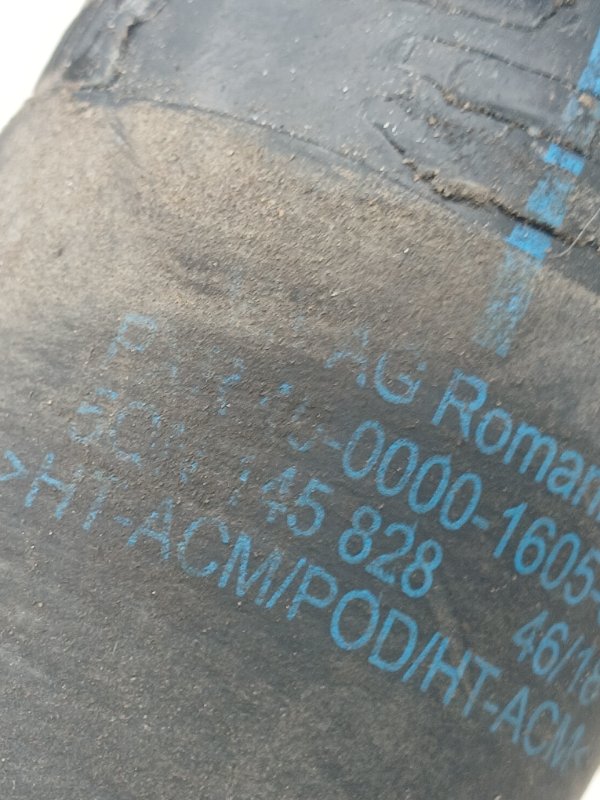 AG Romani
-0000-1605-
145 828 46/18
>HT-ACM/POD/HT-ACM<